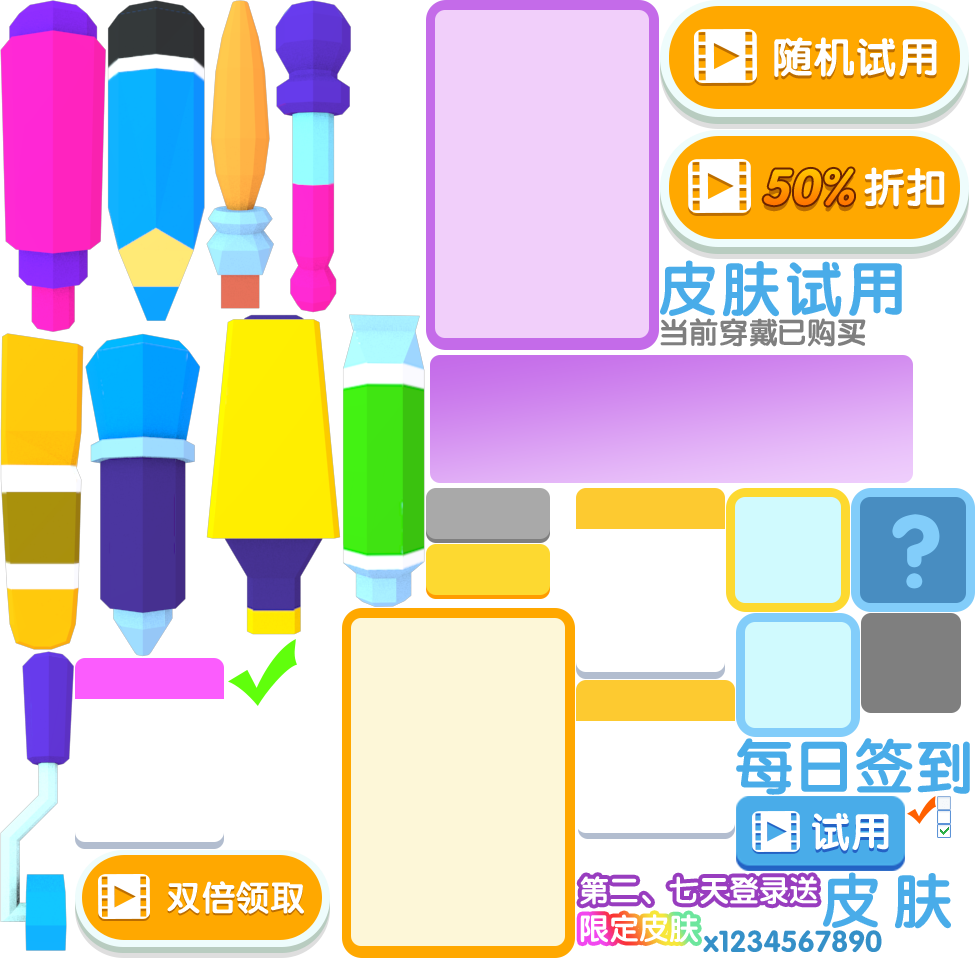 随机试用
50% 折扣
皮肤试用
当前穿戴已购买
?
每日签到
试用
双倍领取
第二、七天登录送
限定皮肤
皮肤
x1234567890